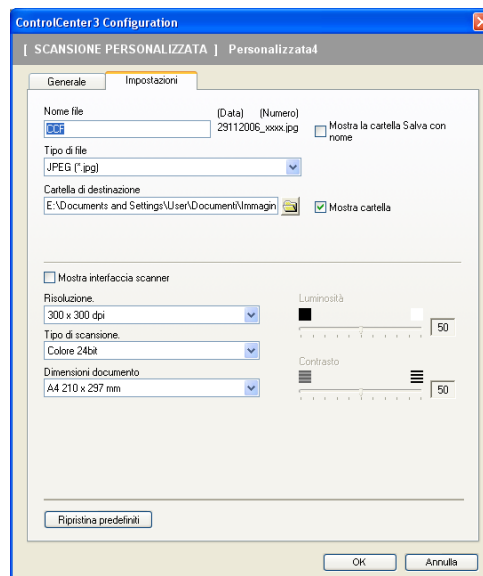 ControlCenter3 Configuration
[ SCANSIONE PERSONALIZZATA ] Personalizzata4
Generale Impostazioni
Nome file (Data) (Numero)
CCF 29112006_xxxx.jpg Mostra la cartella Salva con nome
Tipo di file
JPEG (*.jpg)
Cartella di destinazione
E:\Documents and Settings\User\Documenti\Immagin Mostra cartella
Mostra interfaccia scanner
Risoluzione. Luminosità
300 x 300 dpi 50
Tipo di scansione.
Colore 24bit
Dimensioni documento Contrasto
A4 210 x 297 mm 50
Ripristina predefiniti
OK Annulla